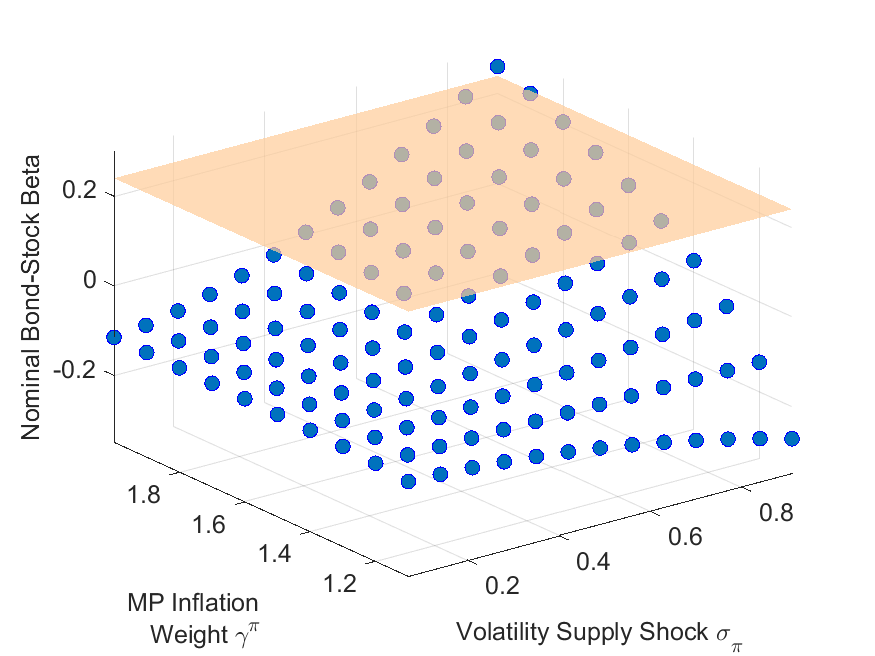 Nominal Bond-Stock Beta
0.2
0
-0.2
1.8
1.6
1.4
1.2
0.2
0.4
0.6
0.8
MP Inflation
Weight γ^π
Volatility Supply Shock σ_π